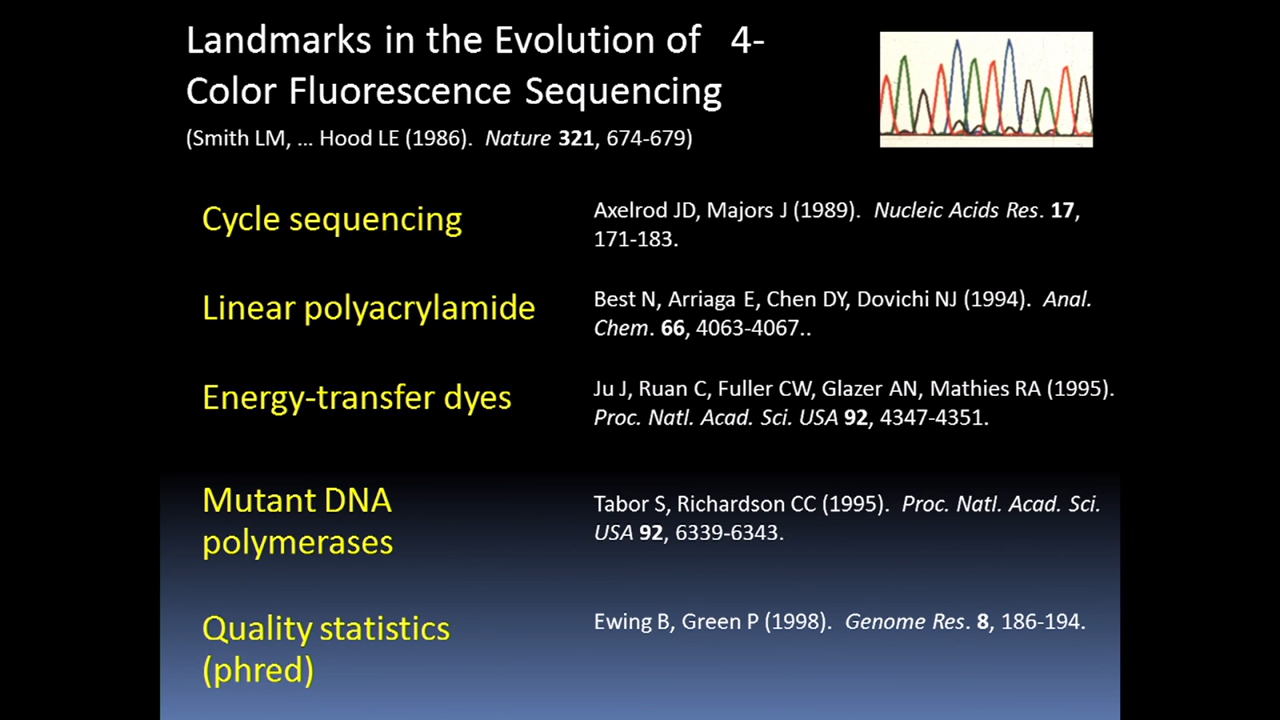 Landmarks in the Evolution of 4-
Color Fluorescence Sequencing
(Smith LM, ... Hood LE (1986). Nature 321, 674-679)
Cycle sequencing
Axelrod JD, Majors J (1989). Nucleic Acids Res. 17,
171-183.
Linear polyacrylamide
Best N, Arriaga E, Chen DY, Dovichi NJ (1994). Anal.
Chem. 66, 4063-4067..
Energy-transfer dyes
Ju J, Ruan C, Fuller CW, Glazer AN, Mathies RA (1995).
Proc. Natl. Acad. Sci. USA 92, 4347-4351.
Mutant DNA
polymerases
Tabor S, Richardson CC (1995). Proc. Natl. Acad. Sci.
USA 92, 6339-6343.
Quality statistics
(phred)
Ewing B, Green P (1998). Genome Res. 8, 186-194.